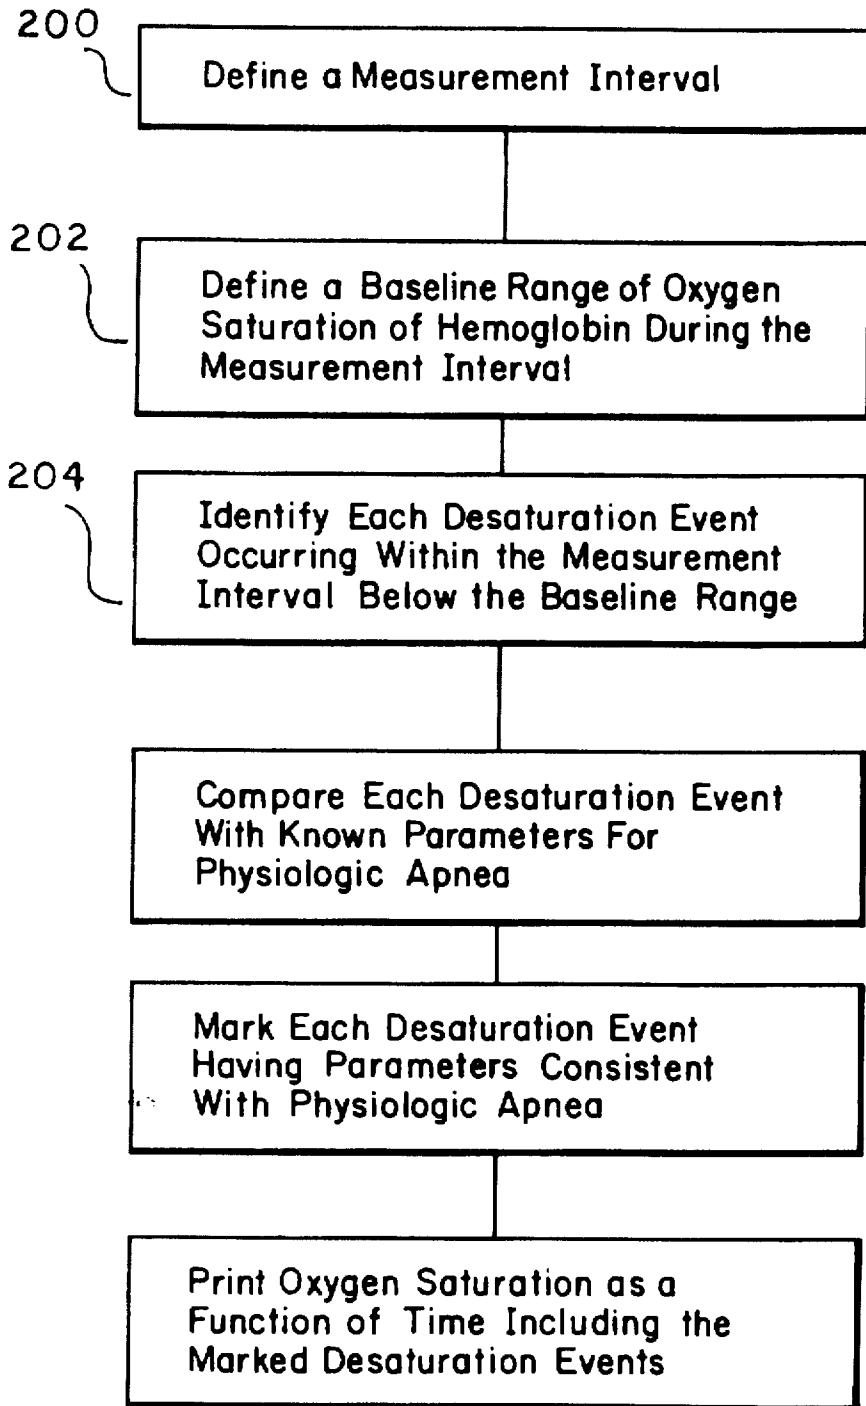 200
Define a Measurement Interval
202
Define a Baseline Range of Oxygen
Saturation of Hemoglobin During the
Measurement Interval
204
Identify Each Desaturation Event
Occurring Within the Measurement
Interval Below the Baseline Range
Compare Each Desaturation Event
With Known Parameters For
Physiologic Apnea
Mark Each Desaturation Event
Having Parameters Consistent
With Physiologic Apnea
Print Oxygen Saturation as a
Function of Time Including the
Marked Desaturation Events